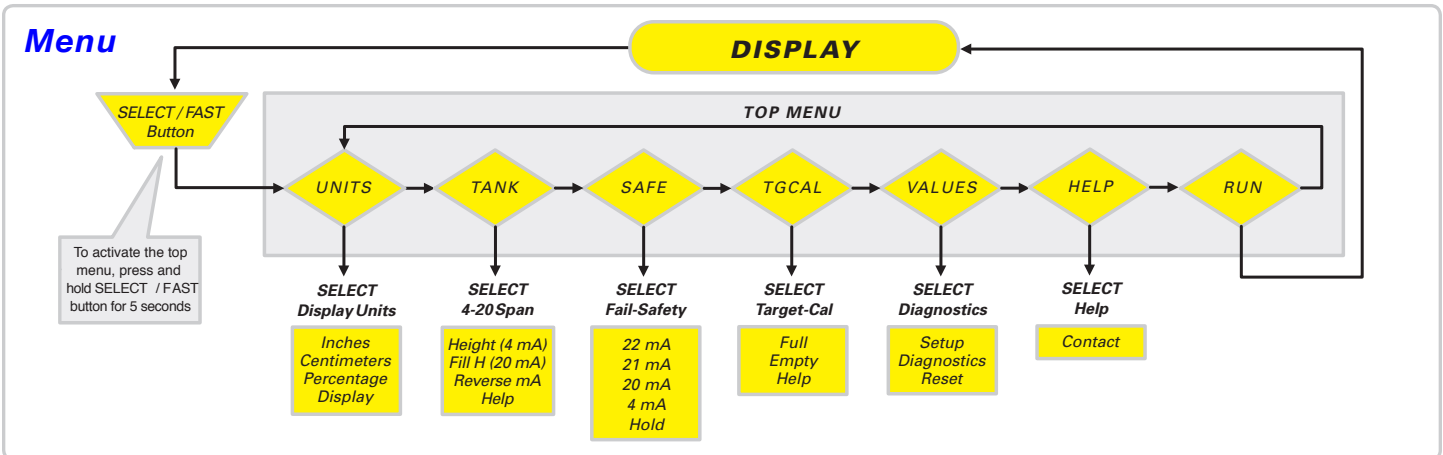 Menu
DISPLAY
SELECT / FAST
Button
To activate the top
menu, press and
hold SELECT / FAST
button for 5 seconds
TOP MENU
UNITS
TANK
SAFE
TGCAL
VALUES
HELP
RUN
SELECT
Display Units
Inches
Centimeters
Percentage
Display
SELECT
4-20 Span
Height (4 mA)
Fill H (20 mA)
Reverse mA
Help
SELECT
Fail-Safety
22 mA
21 mA
20 mA
4 mA
Hold
SELECT
Target-Cal
Full
Empty
Help
SELECT
Diagnostics
Setup
Diagnostics
Reset
SELECT
Help
Contact